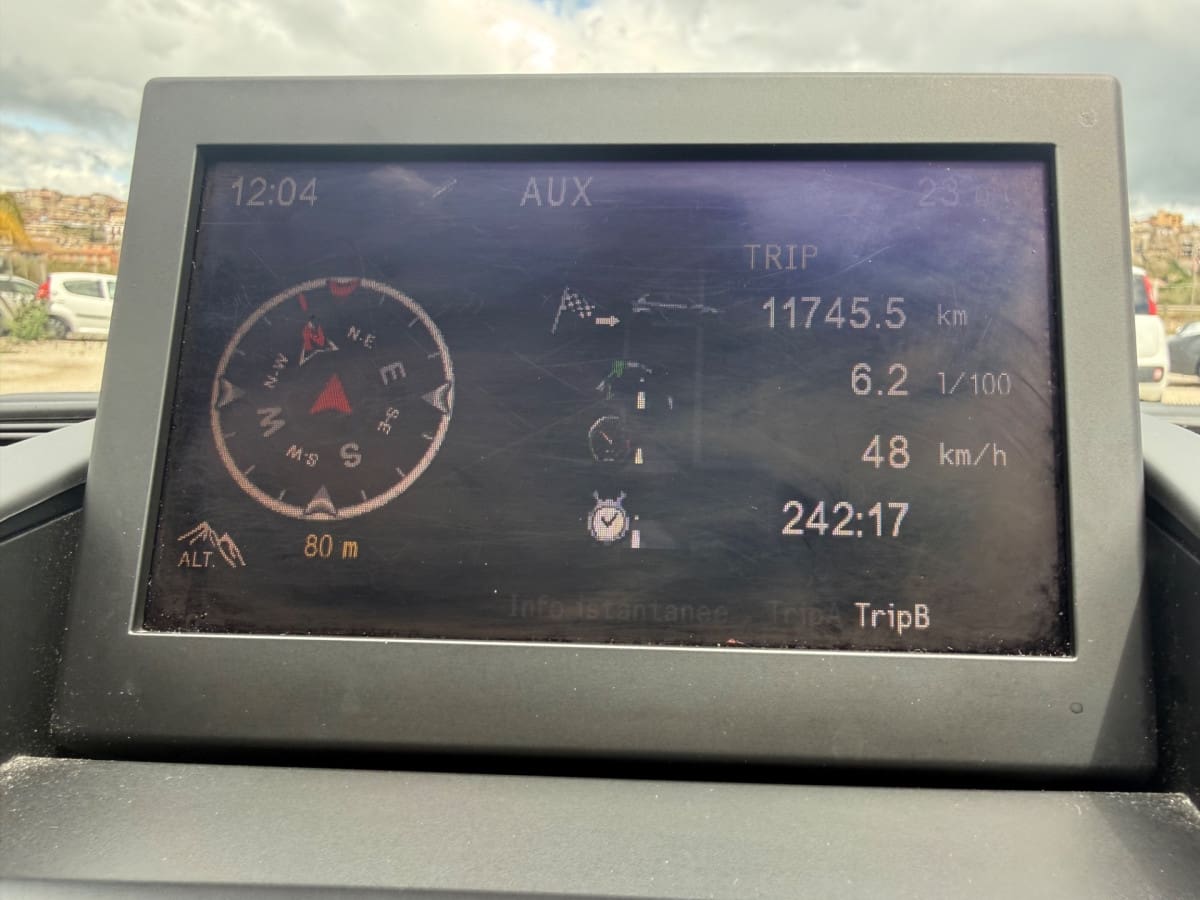 12:04 AUX 23
TRIP
11745.5 km
6.2 l/100
48 km/h
242:17
N
N-E
E
S-E
S
S-W
W
N-W
ALT. 80 m
Info istantanee TripA TripB